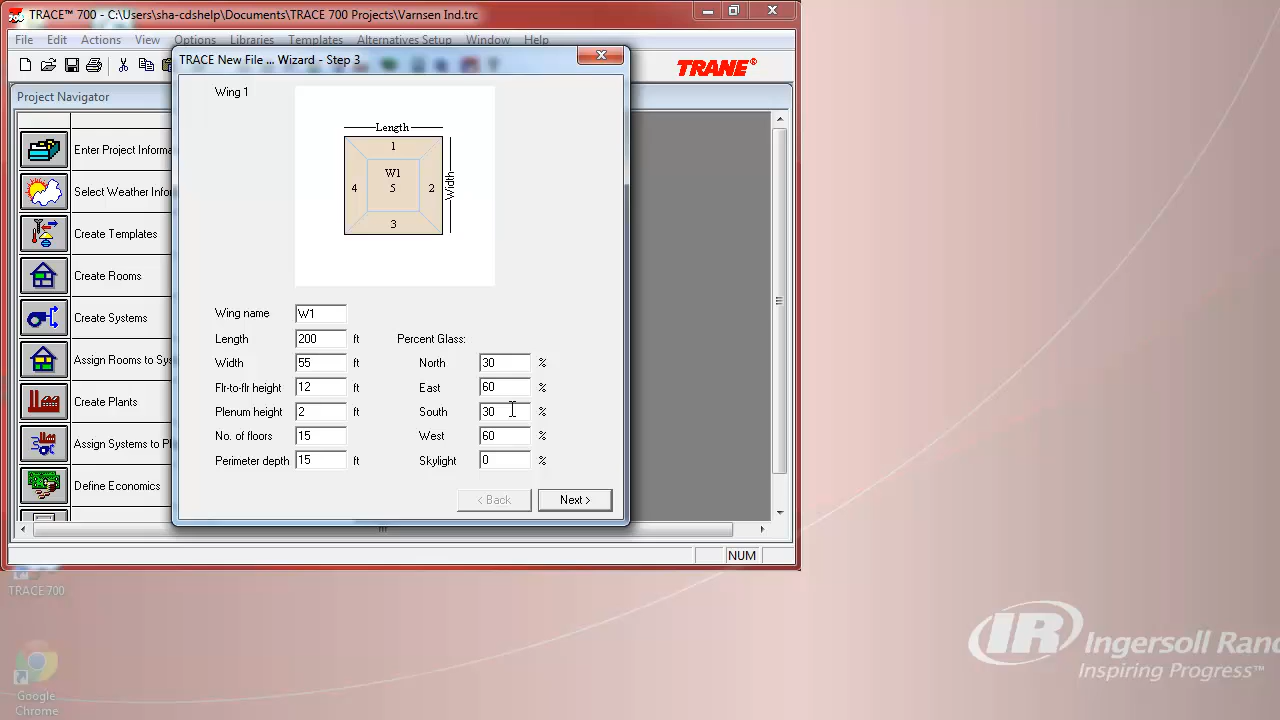 TRACE™ 700 - C:\Users\sha-cdshelp\Documents\TRACE 700 Projects\Varnsen Ind.trc
File Edit Actions View Options Libraries Templates Alternatives Setup Window Help
TRANE®
Project Navigator
Enter Project Informa
Select Weather Infor
Create Templates
Create Rooms
Create Systems
Assign Rooms to Sys
Create Plants
Assign Systems to Pl
Define Economics
TRACE New File ... Wizard - Step 3
Wing 1
Length
Width
1
4
W1
5
2
3
Wing name W1
Length 200 ft
Width 55 ft
Flr-to-flr height 12 ft
Plenum height 2 ft
No. of floors 15
Perimeter depth 15 ft
Percent Glass:
North 30 %
East 60 %
South 30 %
West 60 %
Skylight 0 %
< Back
Next >
NUM
TRACE 700
Google
Chrome
IR Ingersoll Ranc
Inspiring Progress™